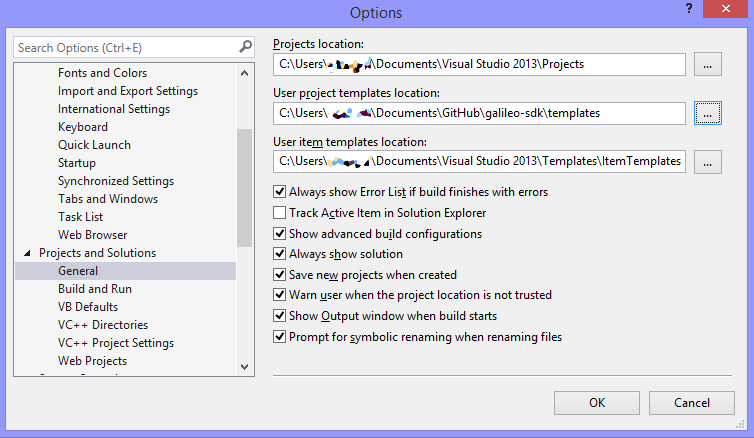 Options
?
Search Options (Ctrl+E)
Fonts and Colors
Import and Export Settings
International Settings
Keyboard
Quick Launch
Startup
Synchronized Settings
Tabs and Windows
Task List
Web Browser
Projects and Solutions
General
Build and Run
VB Defaults
VC++ Directories
VC++ Project Settings
Web Projects
Projects location:
C:\Users\ \Documents\Visual Studio 2013\Projects
...
User project templates location:
C:\Users\ \Documents\GitHub\galileo-sdk\templates
...
User item templates location:
C:\Users\ \Documents\Visual Studio 2013\Templates\ItemTemplates
...
Always show Error List if build finishes with errors
Track Active Item in Solution Explorer
Show advanced build configurations
Always show solution
Save new projects when created
Warn user when the project location is not trusted
Show Output window when build starts
Prompt for symbolic renaming when renaming files
OK
Cancel